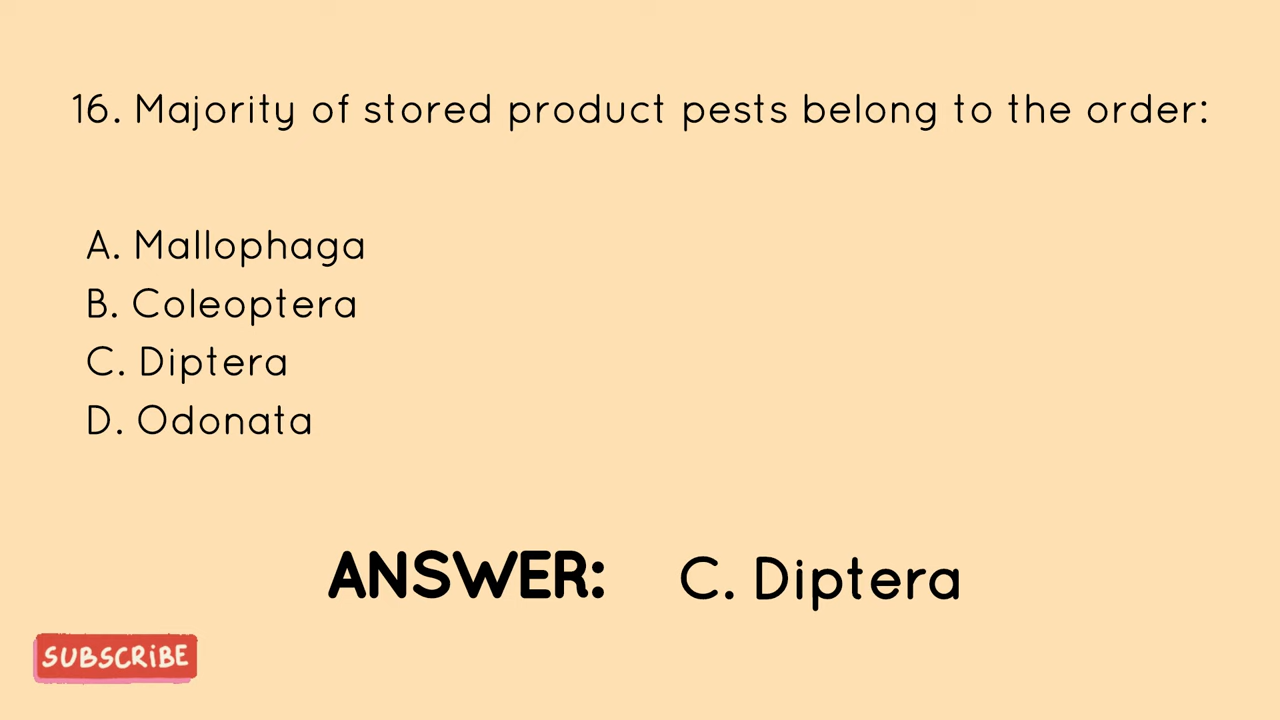 16. Majority of stored product pests belong to the order:
A. Mallophaga
B. Coleoptera
C. Diptera
D. Odonata
ANSWER: C. Diptera
SUBSCRIBE